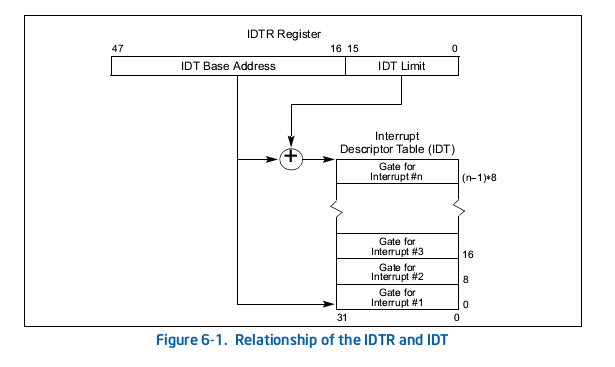 IDTR Register
47 16 15 0
IDT Base Address IDT Limit
+
Interrupt
Descriptor Table (IDT)
Gate for
Interrupt #n
(n–1)∗8
Gate for
Interrupt #3
16
Gate for
Interrupt #2
8
Gate for
Interrupt #1
0
31 0
Figure 6-1. Relationship of the IDTR and IDT